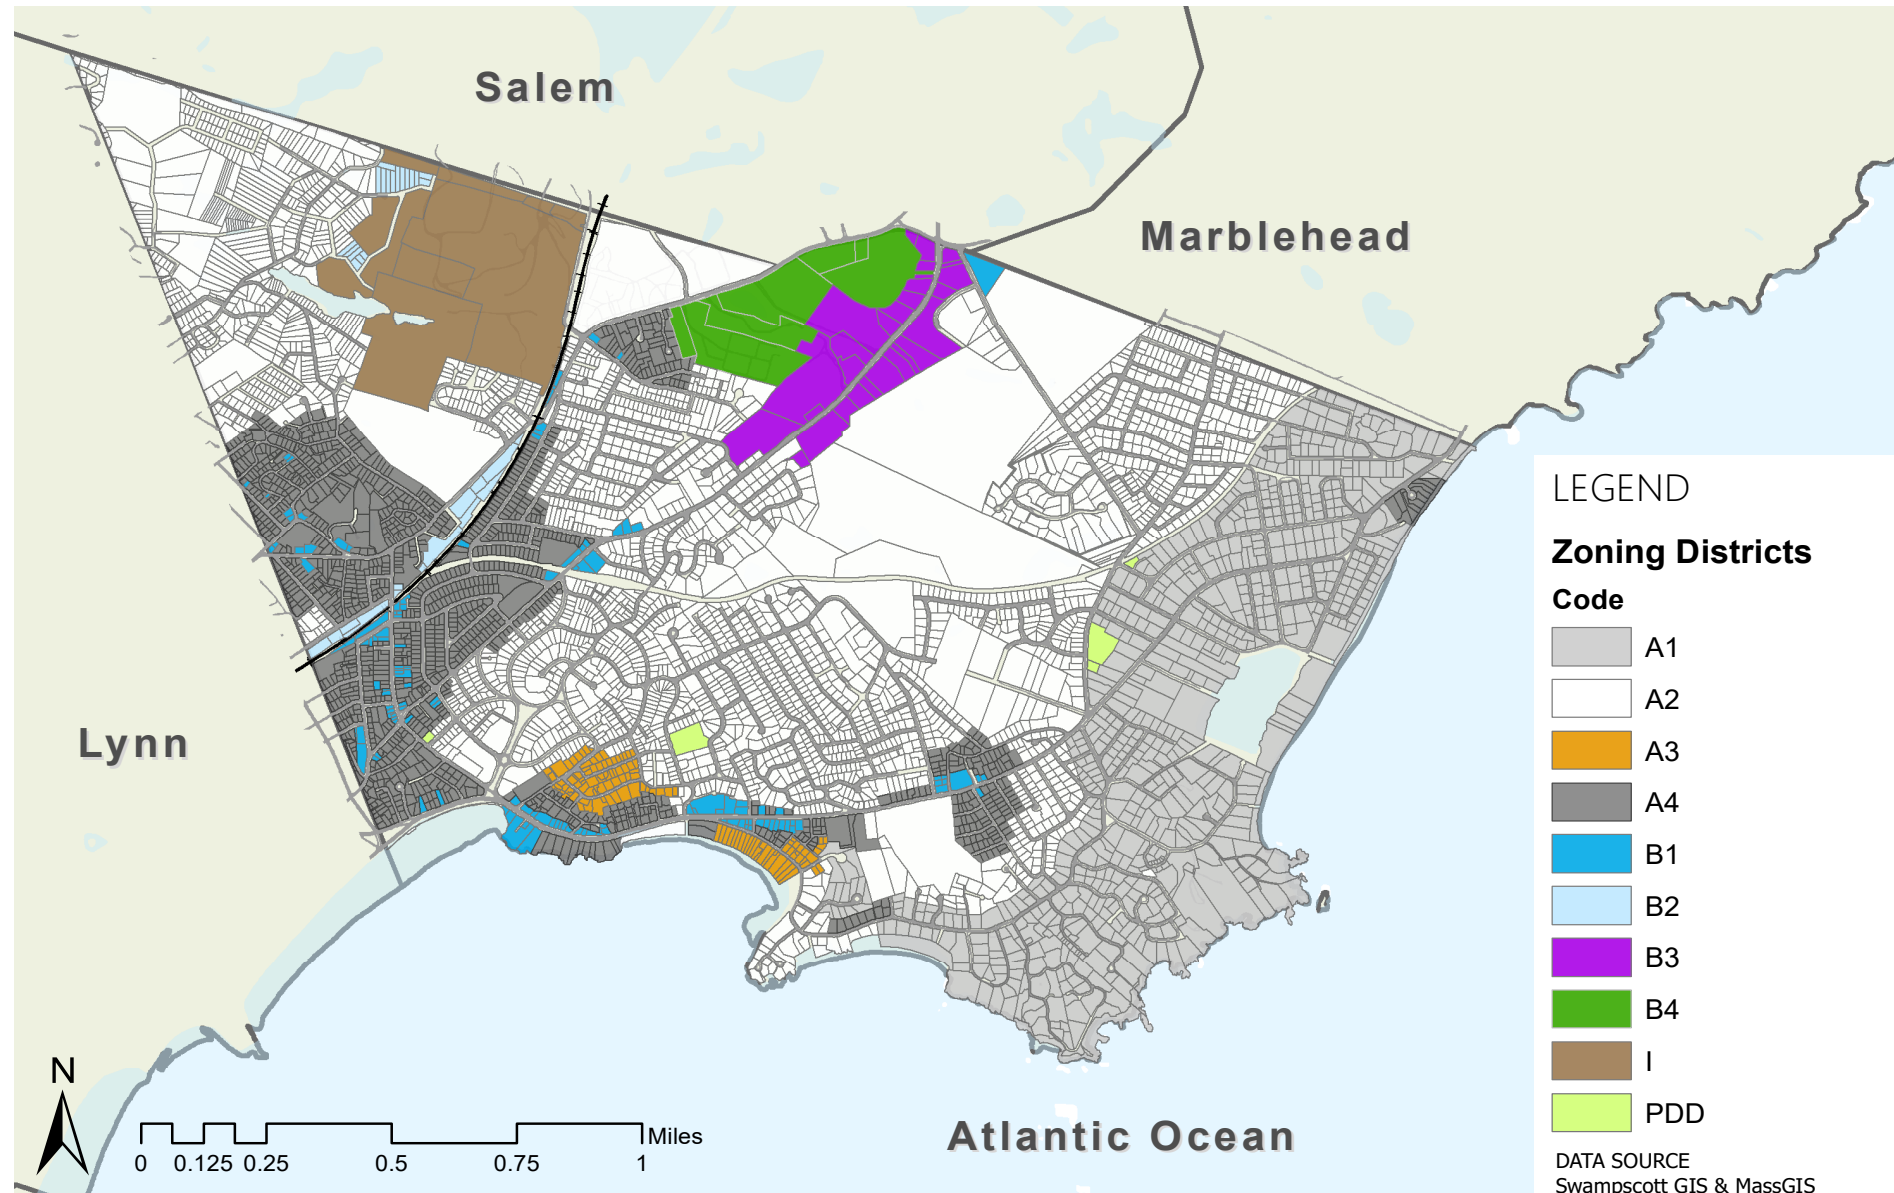 Salem
Marblehead
Lynn
Atlantic Ocean
N
Miles
0 0.125 0.25 0.5 0.75 1
LEGEND
Zoning Districts
Code
A1
A2
A3
A4
B1
B2
B3
B4
I
PDD
DATA SOURCE
Swampscott GIS & MassGIS